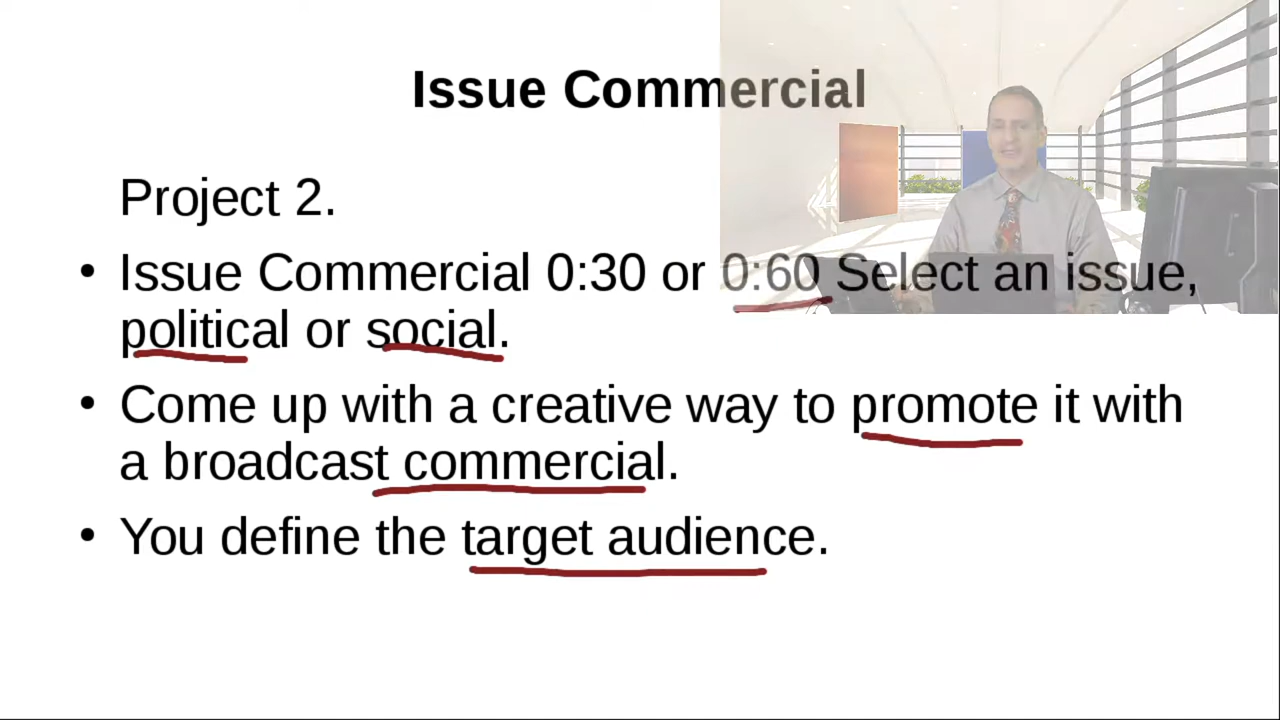 Issue Commercial
Project 2.
• Issue Commercial 0:30 or 0:60 Select an issue,
political or social.
• Come up with a creative way to promote it with
a broadcast commercial.
• You define the target audience.